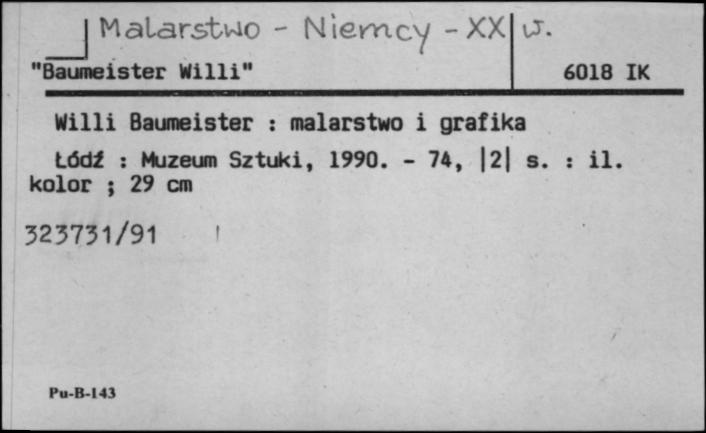 Malarstwo - Niemcy - XX w.
"Baumeister Willi" 6018 IK
Willi Baumeister : malarstwo i grafika
Łódź : Muzeum Sztuki, 1990. - 74, |2| s. : il.
kolor ; 29 cm
323731/91
Pu-B-143